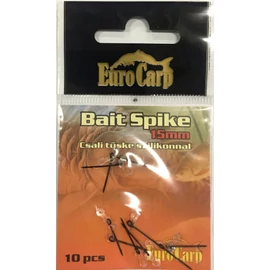 EuroCarp
Bait Spike
15mm
Csali tüske szilikonnal
10 pcs
EuroCarp